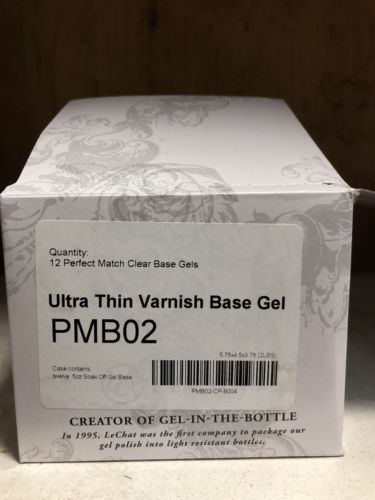 Quantity:
12 Perfect Match Clear Base Gels
Ultra Thin Varnish Base Gel
PMB02
5.75x4.5x3.75 (2LBS)
Case contains
twelve .5oz Soak Off Gel Base
PMB02-CP-9004
CREATOR OF GEL-IN-THE-BOTTLE
In 1995, LeChat was the first company to package our
gel polish into light resistant bottles.